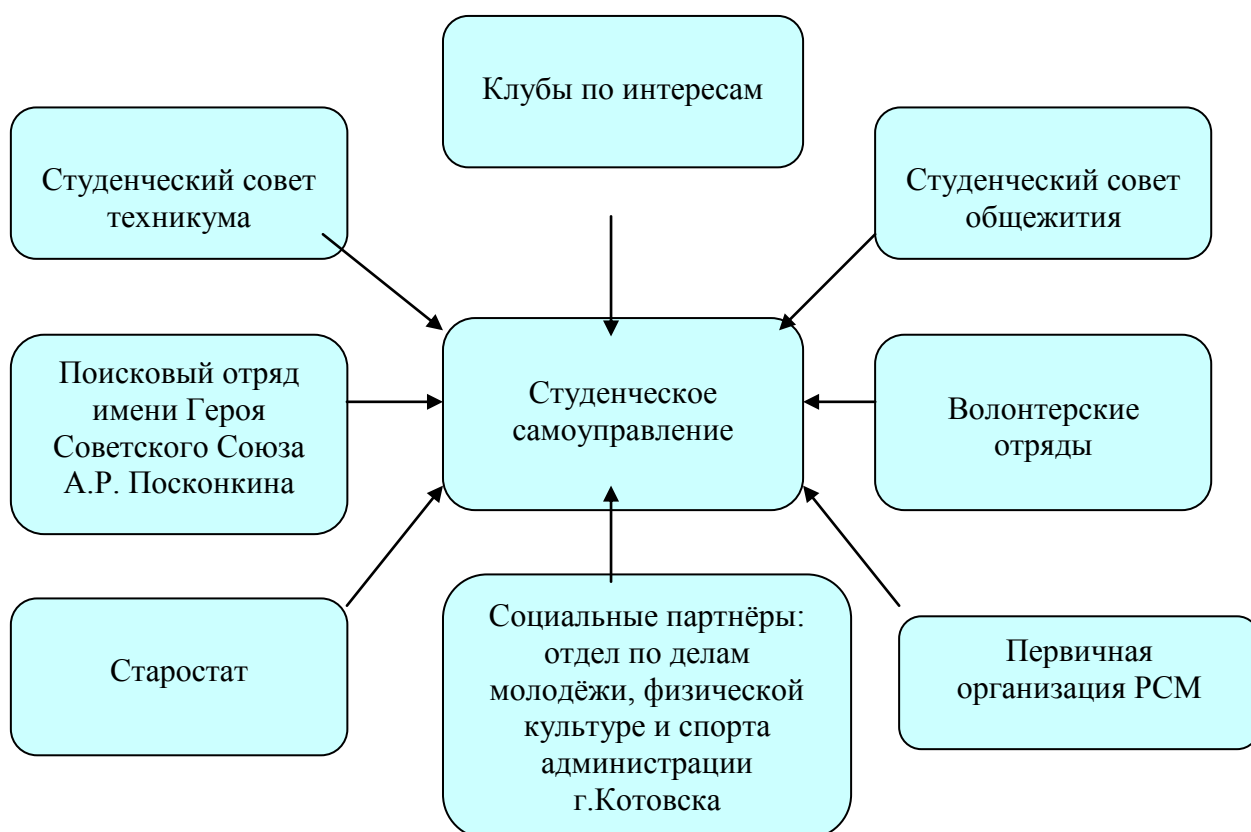 Клубы по интересам
Студенческий совет
техникума
Студенческий совет
общежития
Поисковый отряд
имени Героя
Советского Союза
А.Р. Посконкина
Студенческое
самоуправление
Волонтерские
отряды
Старостат
Социальные партнёры:
отдел по делам
молодёжи, физической
культуре и спорта
администрации
г.Котовска
Первичная
организация РСМ